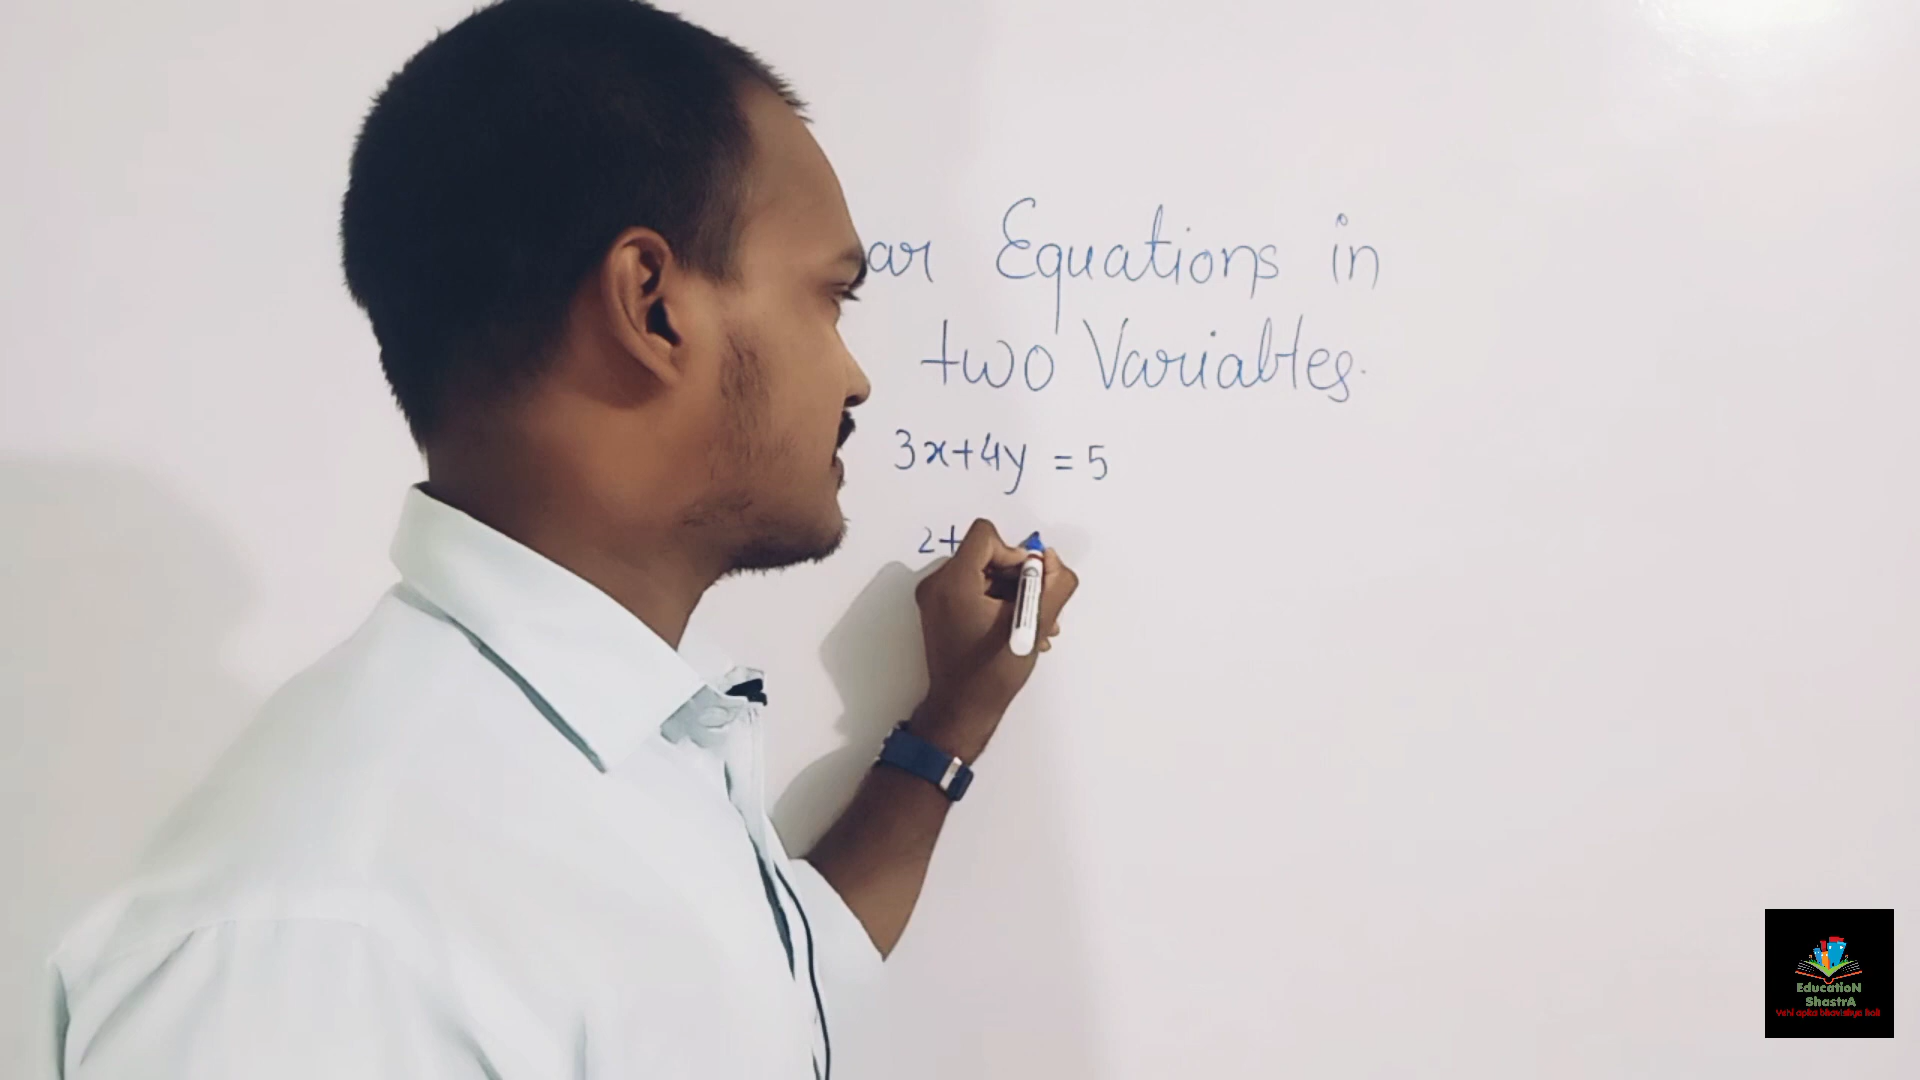 ar Equations in
two Variables.
3x+4y = 5
2+
EducatioN
ShastrA